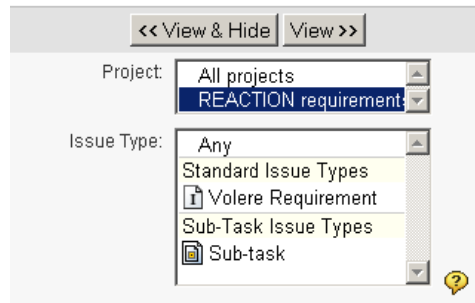 << View & Hide View >>
Project:
All projects
REACTION requirements
Issue Type:
Any
Standard Issue Types
Volere Requirement
Sub-Task Issue Types
Sub-task